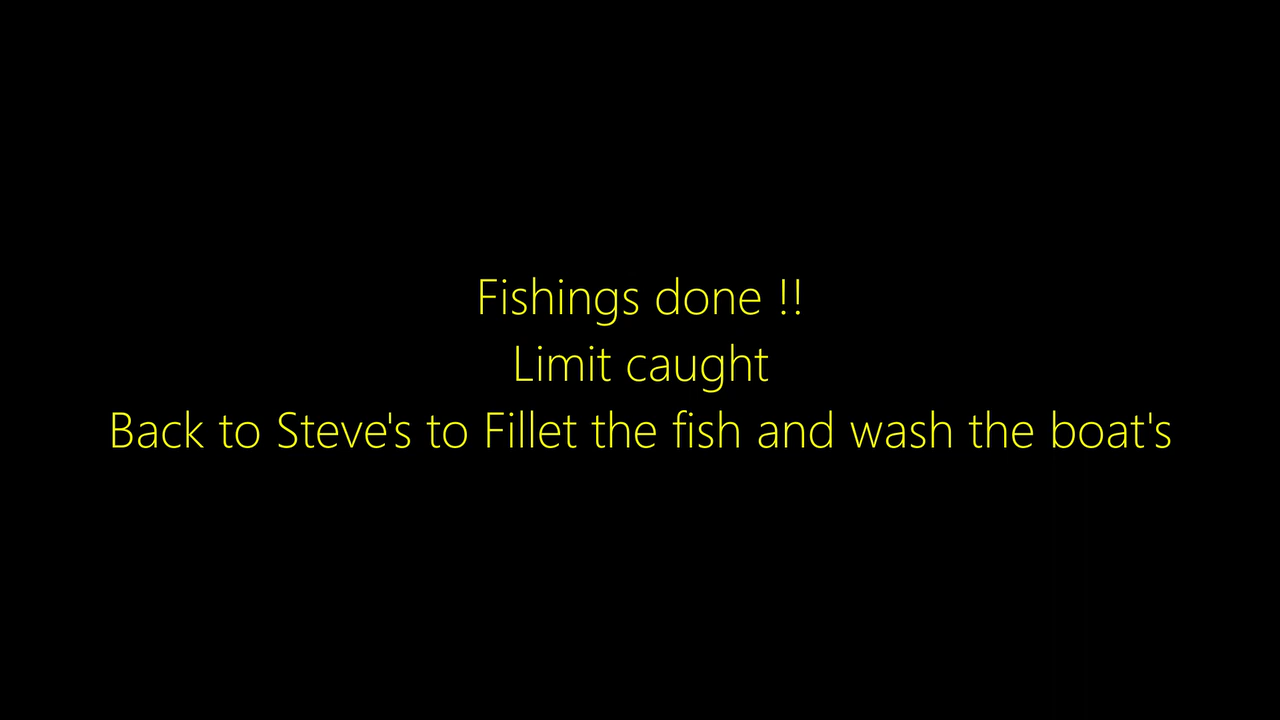 Fishings done !!
Limit caught
Back to Steve's to Fillet the fish and wash the boat's